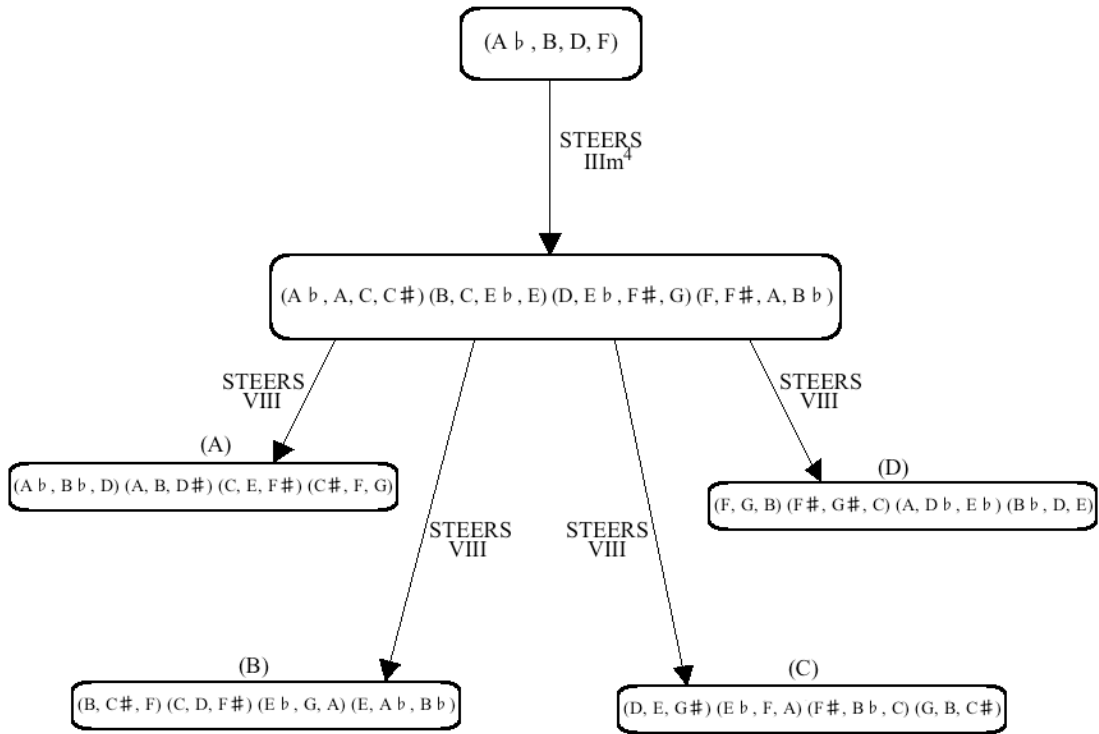 (A♭, B, D, F)
STEERS
IIIm⁴
(A♭, A, C, C♯) (B, C, E♭, E) (D, E♭, F♯, G) (F, F♯, A, B♭)
STEERS
VIII
STEERS
VIII
(A)
(D)
(A♭, B♭, D) (A, B, D♯) (C, E, F♯) (C♯, F, G)
(F, G, B) (F♯, G♯, C) (A, D♭, E♭) (B♭, D, E)
STEERS
VIII
STEERS
VIII
(B)
(C)
(B, C♯, F) (C, D, F♯) (E♭, G, A) (E, A♭, B♭)
(D, E, G♯) (E♭, F, A) (F♯, B♭, C) (G, B, C♯)